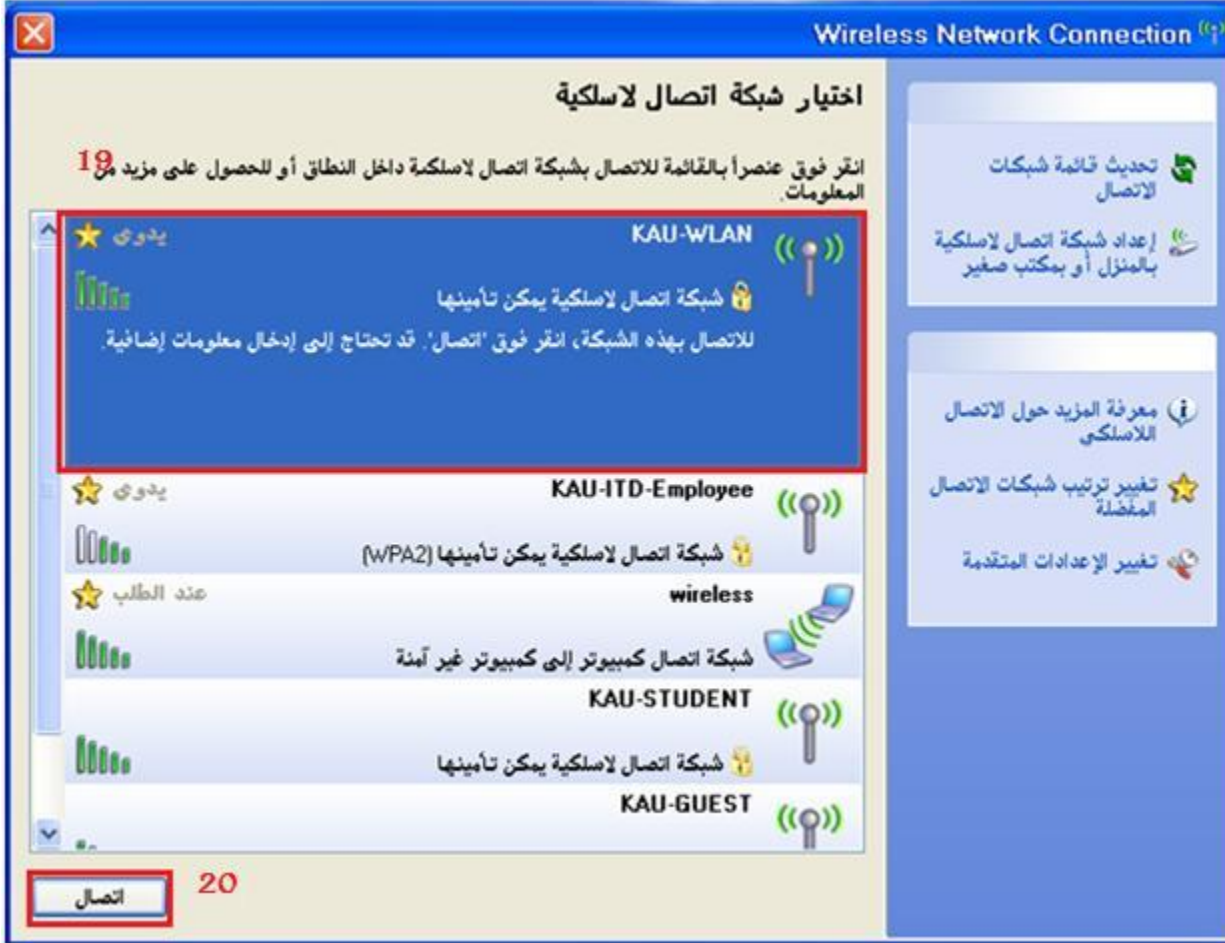 Wireless Network Connection
اختيار شبكة اتصال لاسلكية
انقر فوق عنصراً بالقائمة للاتصال بشبكة اتصال لاسلكية داخل النطاق أو للحصول على مزيد من
المعلومات.
19
KAU-WLAN
يدوي
شبكة اتصال لاسلكية يمكن تأمينها
للاتصال بهذه الشبكة، انقر فوق 'اتصال'. قد تحتاج إلى إدخال معلومات إضافية.
KAU-ITD-Employee
يدوي
شبكة اتصال لاسلكية يمكن تأمينها (WPA2)
wireless
عند الطلب
شبكة اتصال كمبيوتر إلى كمبيوتر غير آمنة
KAU-STUDENT
شبكة اتصال لاسلكية يمكن تأمينها
KAU-GUEST
اتصال
20
تحديث قائمة شبكات
الاتصال
إعداد شبكة اتصال لاسلكية
بالمنزل أو بمكتب صغير
معرفة المزيد حول الاتصال
اللاسلكي
تغيير ترتيب شبكات الاتصال
المفضلة
تغيير الإعدادات المتقدمة